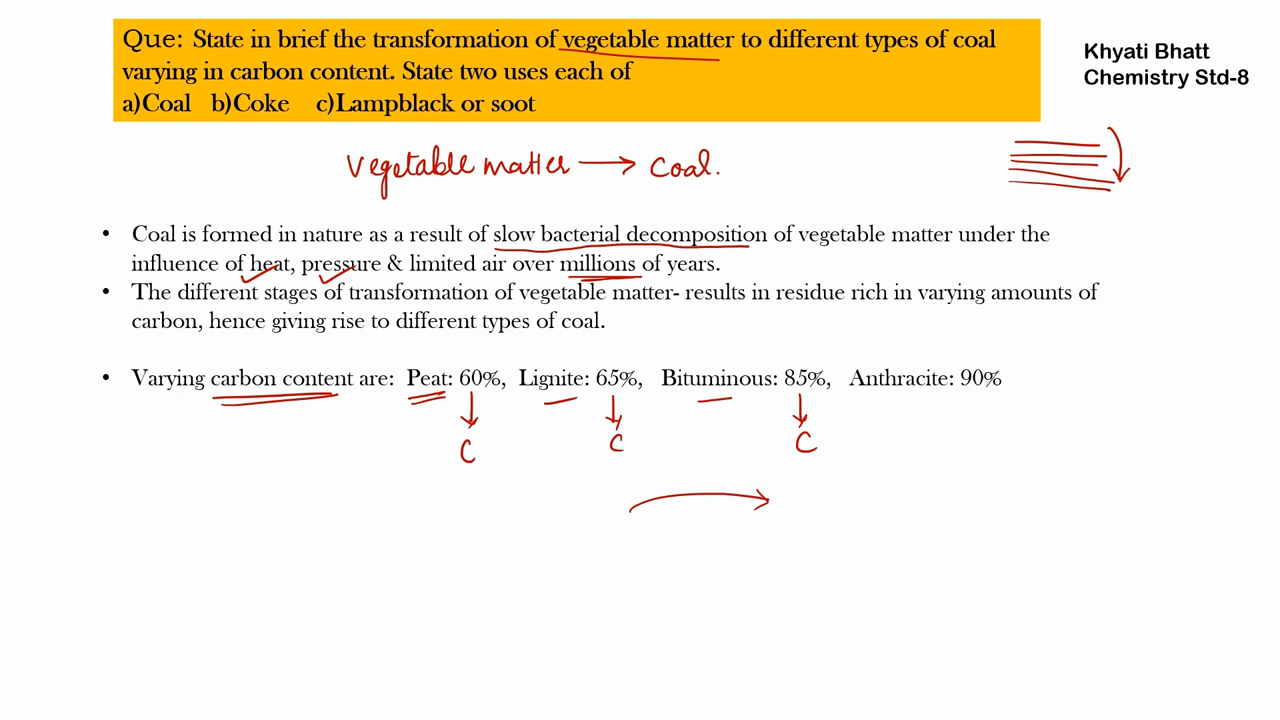 Que: State in brief the transformation of vegetable matter to different types of coal
varying in carbon content. State two uses each of
a)Coal b)Coke c)Lampblack or soot
Khyati Bhatt
Chemistry Std-8
Vegetable matter → Coal.
• Coal is formed in nature as a result of slow bacterial decomposition of vegetable matter under the
influence of heat, pressure & limited air over millions of years.
• The different stages of transformation of vegetable matter- results in residue rich in varying amounts of
carbon, hence giving rise to different types of coal.
• Varying carbon content are: Peat: 60%, Lignite: 65%, Bituminous: 85%, Anthracite: 90%
C C C